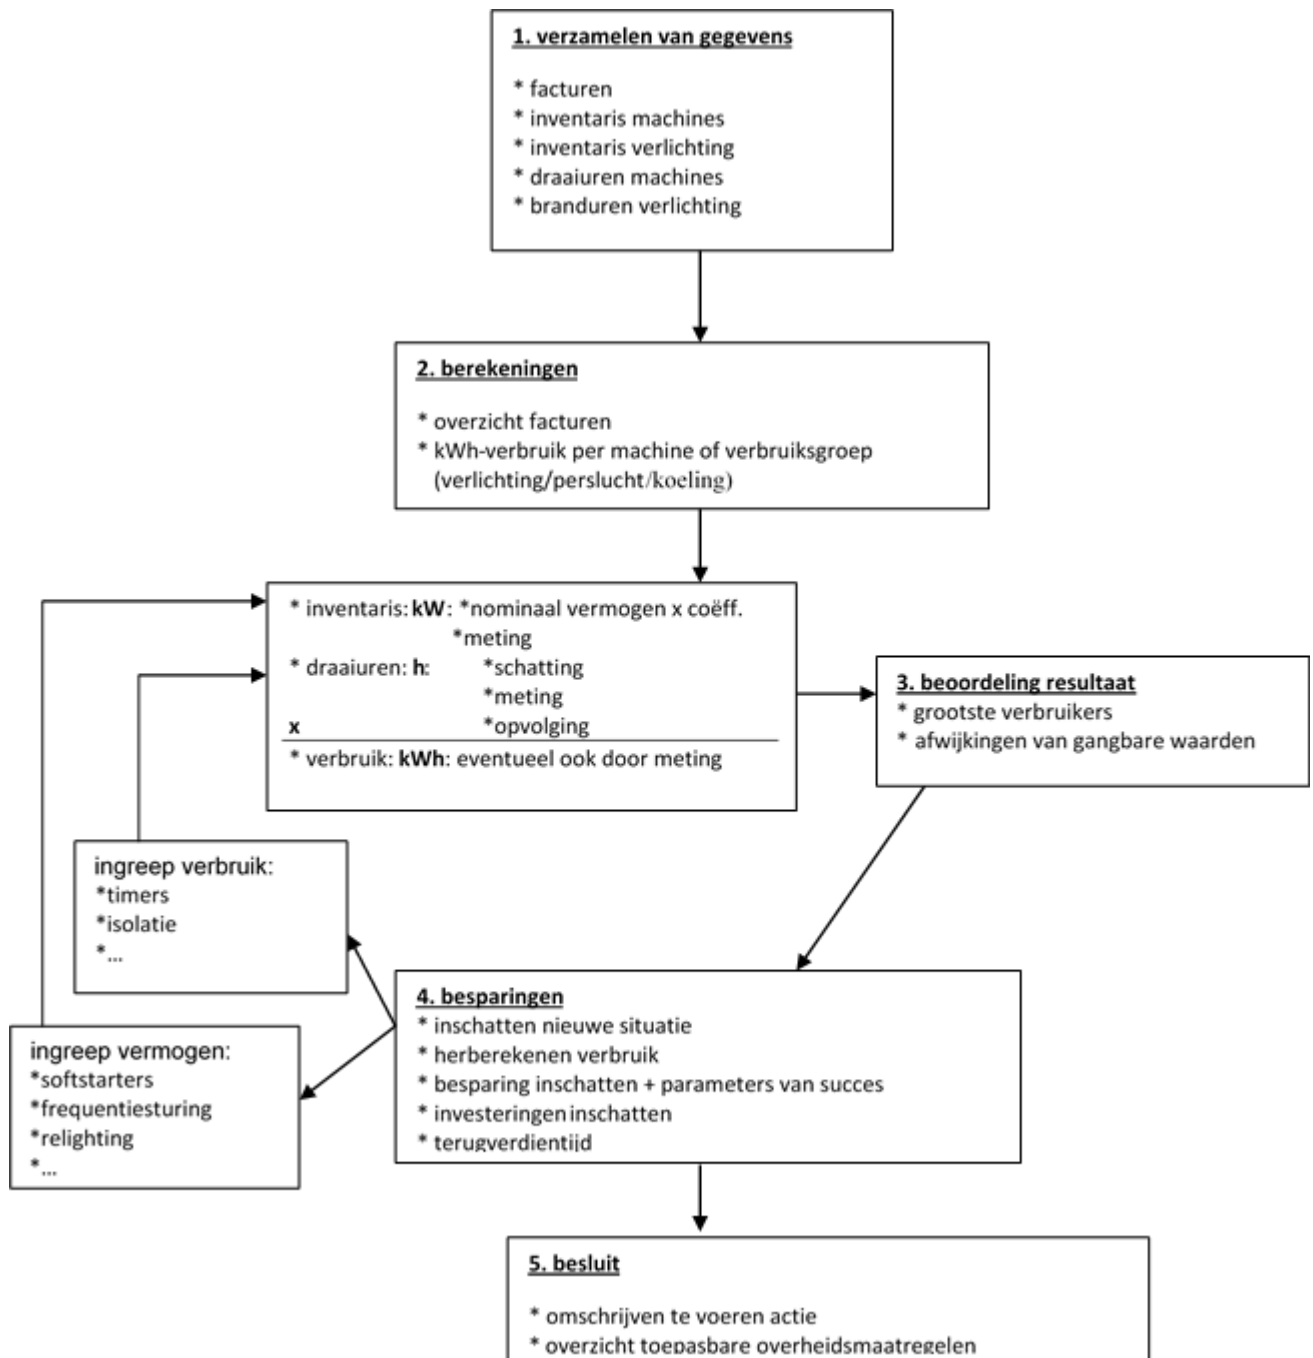 1. verzamelen van gegevens
* facturen
* inventaris machines
* inventaris verlichting
* draaiuren machines
* branduren verlichting
2. berekeningen
* overzicht facturen
* kWh-verbruik per machine of verbruiksgroep
(verlichting/perslucht/koeling)
* inventaris: kW: *nominaal vermogen x coëff.
*meting
* draaiuren: h: *schatting
*meting
x *opvolging
* verbruik: kWh: eventueel ook door meting
3. beoordeling resultaat
* grootste verbruikers
* afwijkingen van gangbare waarden
ingreep verbruik:
*timers
*isolatie
*...
ingreep vermogen:
*softstarters
*frequentiesturing
*relighting
*...
4. besparingen
* inschatten nieuwe situatie
* herberekenen verbruik
* besparing inschatten + parameters van succes
* investeringen inschatten
* terugverdientijd
5. besluit
* omschrijven te voeren actie
* overzicht toepasbare overheidsmaatregelen